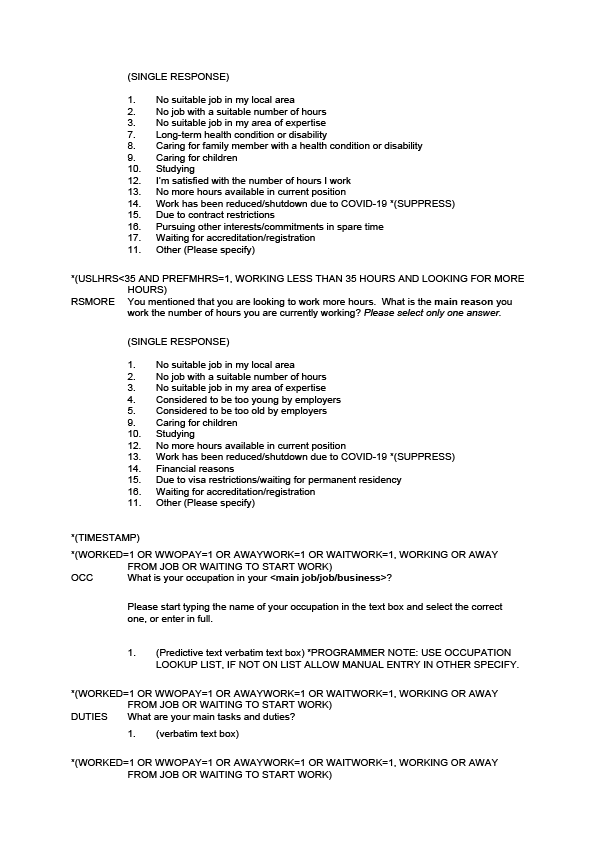 (SINGLE RESPONSE)
1. No suitable job in my local area
2. No job with a suitable number of hours
3. No suitable job in my area of expertise
7. Long-term health condition or disability
8. Caring for family member with a health condition or disability
9. Caring for children
10. Studying
12. I'm satisfied with the number of hours I work
13. No more hours available in current position
14. Work has been reduced/shutdown due to COVID-19 *(SUPPRESS)
15. Due to contract restrictions
16. Pursuing other interests/commitments in spare time
17. Waiting for accreditation/registration
11. Other (Please specify)
*(USLHRS<35 AND PREFMHRS=1, WORKING LESS THAN 35 HOURS AND LOOKING FOR MORE
HOURS)
RSMORE You mentioned that you are looking to work more hours. What is the main reason you
work the number of hours you are currently working? Please select only one answer.
(SINGLE RESPONSE)
1. No suitable job in my local area
2. No job with a suitable number of hours
3. No suitable job in my area of expertise
4. Considered to be too young by employers
5. Considered to be too old by employers
9. Caring for children
10. Studying
12. No more hours available in current position
13. Work has been reduced/shutdown due to COVID-19 *(SUPPRESS)
14. Financial reasons
15. Due to visa restrictions/waiting for permanent residency
16. Waiting for accreditation/registration
11. Other (Please specify)
*(TIMESTAMP)
*(WORKED=1 OR WWOPAY=1 OR AWAYWORK=1 OR WAITWORK=1, WORKING OR AWAY
FROM JOB OR WAITING TO START WORK)
OCC What is your occupation in your <main job/job/business>?
Please start typing the name of your occupation in the text box and select the correct
one, or enter in full.
1. (Predictive text verbatim text box) *PROGRAMMER NOTE: USE OCCUPATION
LOOKUP LIST, IF NOT ON LIST ALLOW MANUAL ENTRY IN OTHER SPECIFY.
*(WORKED=1 OR WWOPAY=1 OR AWAYWORK=1 OR WAITWORK=1, WORKING OR AWAY
FROM JOB OR WAITING TO START WORK)
DUTIES What are your main tasks and duties?
1. (verbatim text box)
*(WORKED=1 OR WWOPAY=1 OR AWAYWORK=1 OR WAITWORK=1, WORKING OR AWAY
FROM JOB OR WAITING TO START WORK)